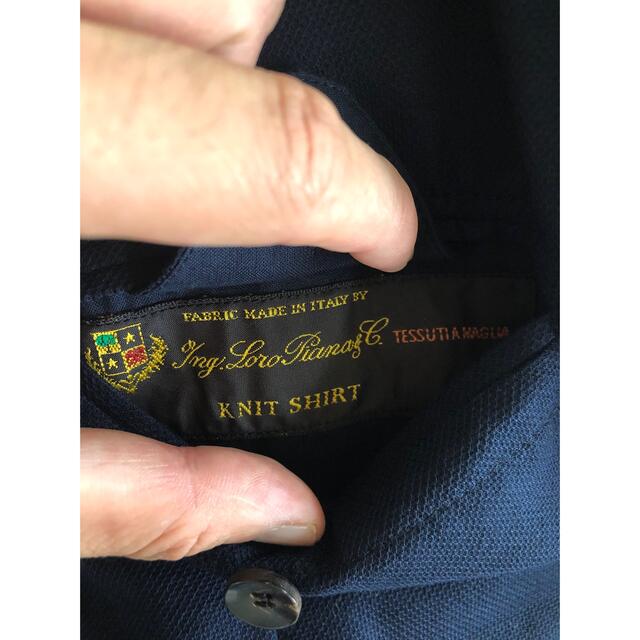 FABRIC MADE IN ITALY BY
Ing. Loro Piana & C. TESSUTI A MAGLIA
KNIT SHIRT